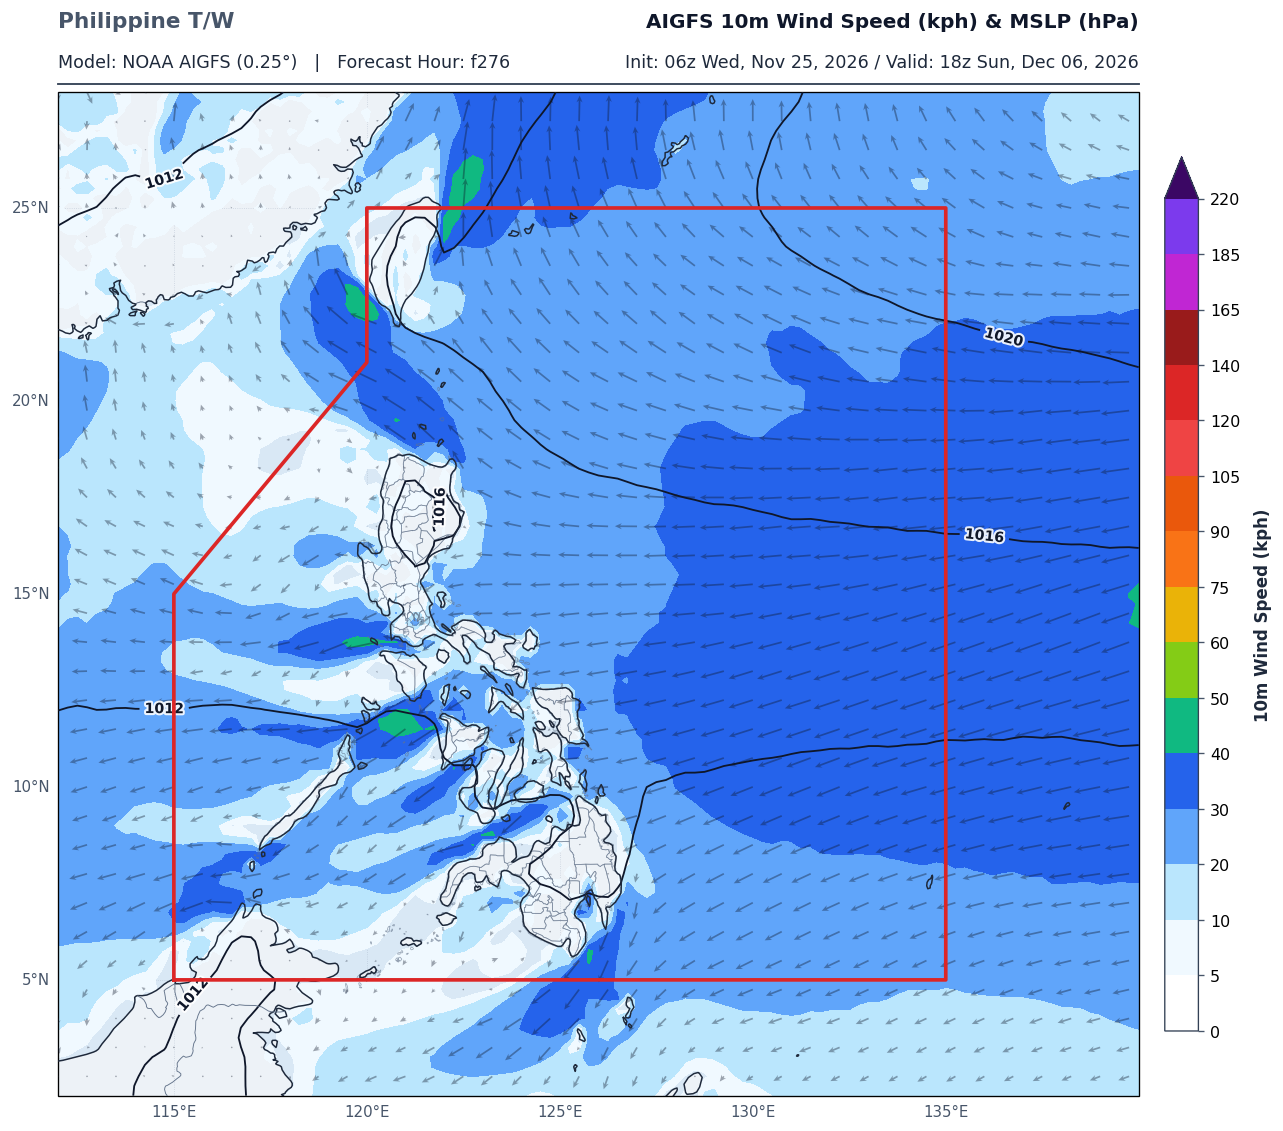 Philippine T/W
AIGFS 10m Wind Speed (kph) & MSLP (hPa)
Model: NOAA AIGFS (0.25°) | Forecast Hour: f276
Init: 06z Wed, Nov 25, 2026 / Valid: 18z Sun, Dec 06, 2026
1012
1020
1016
1016
1012
1012
25°N
20°N
15°N
10°N
5°N
115°E
120°E
125°E
130°E
135°E
220
185
165
140
120
105
90
75
60
50
40
30
20
10
5
0
10m Wind Speed (kph)